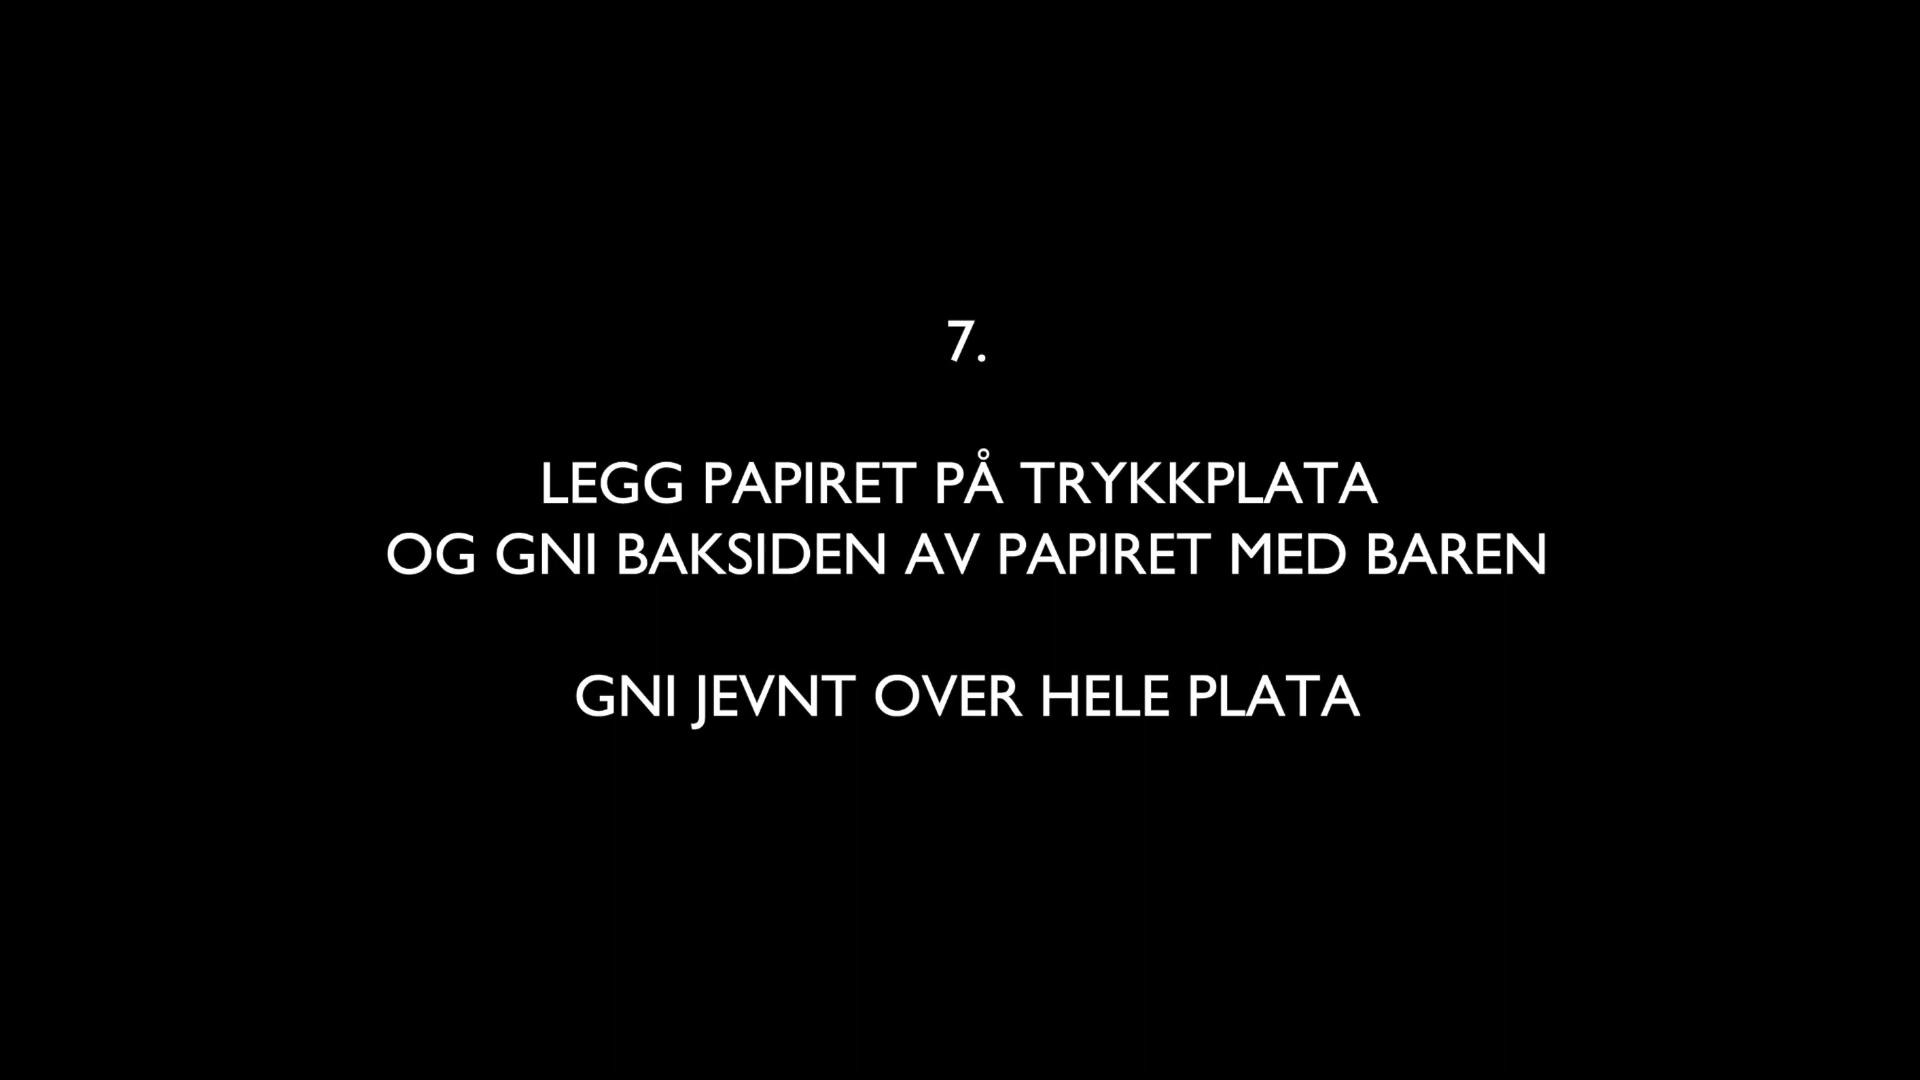 7.
LEGG PAPIRET PÅ TRYKKPLATA
OG GNI BAKSIDEN AV PAPIRET MED BAREN
GNI JEVNT OVER HELE PLATA